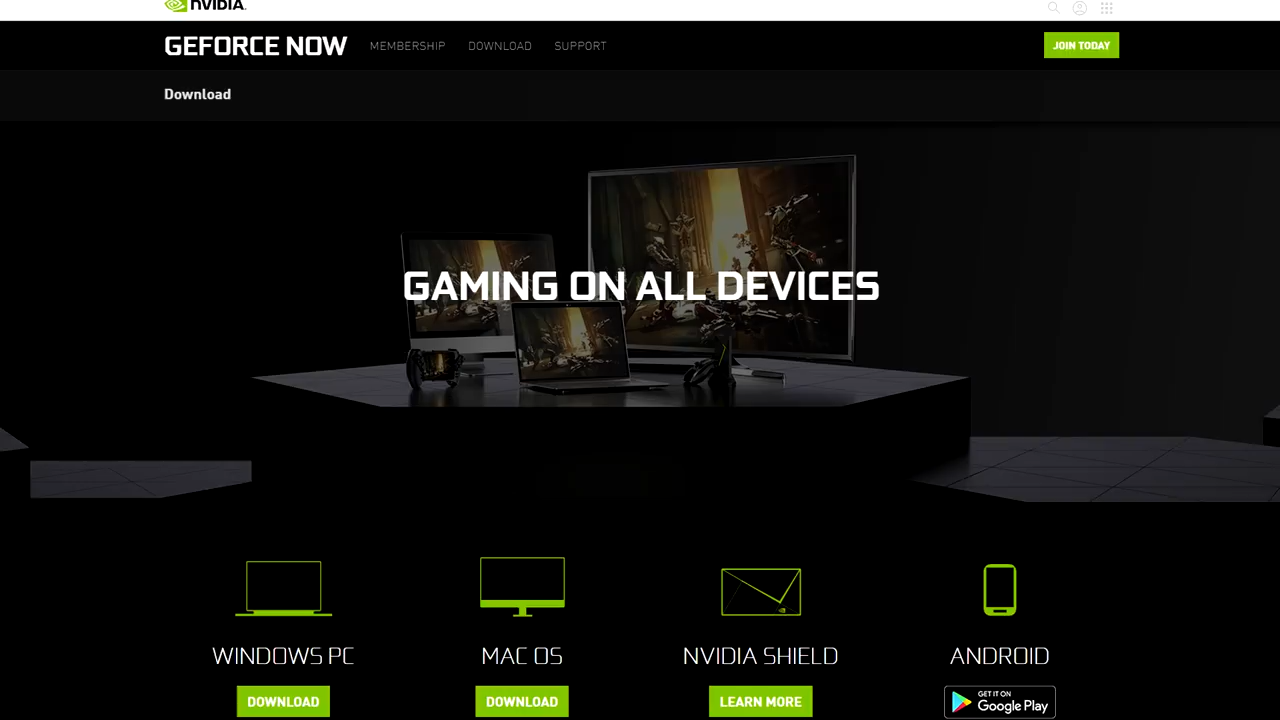 NVIDIA.
GEFORCE NOW MEMBERSHIP DOWNLOAD SUPPORT JOIN TODAY
Download
GAMING ON ALL DEVICES
WINDOWS PC MAC OS NVIDIA SHIELD ANDROID
DOWNLOAD DOWNLOAD LEARN MORE GET IT ON Google Play